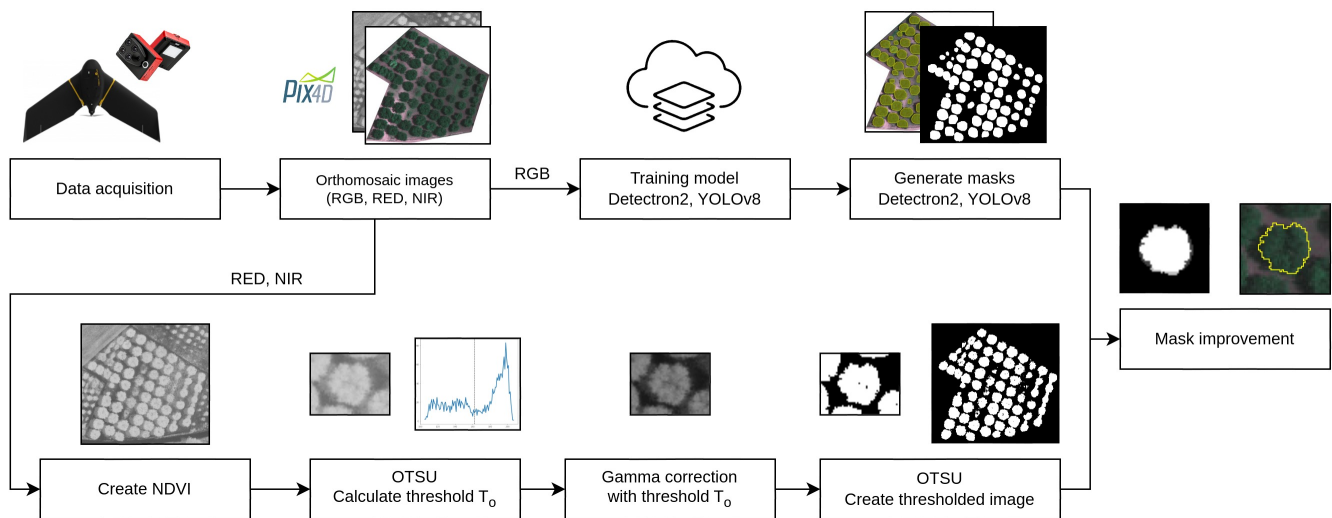 PIX4D
Data acquisition
Orthomosaic images
(RGB, RED, NIR)
RGB
Training model
Detectron2, YOLOv8
Generate masks
Detectron2, YOLOv8
RED, NIR
Mask improvement
Create NDVI
OTSU
Calculate threshold To
Gamma correction
with threshold To
OTSU
Create thresholded image